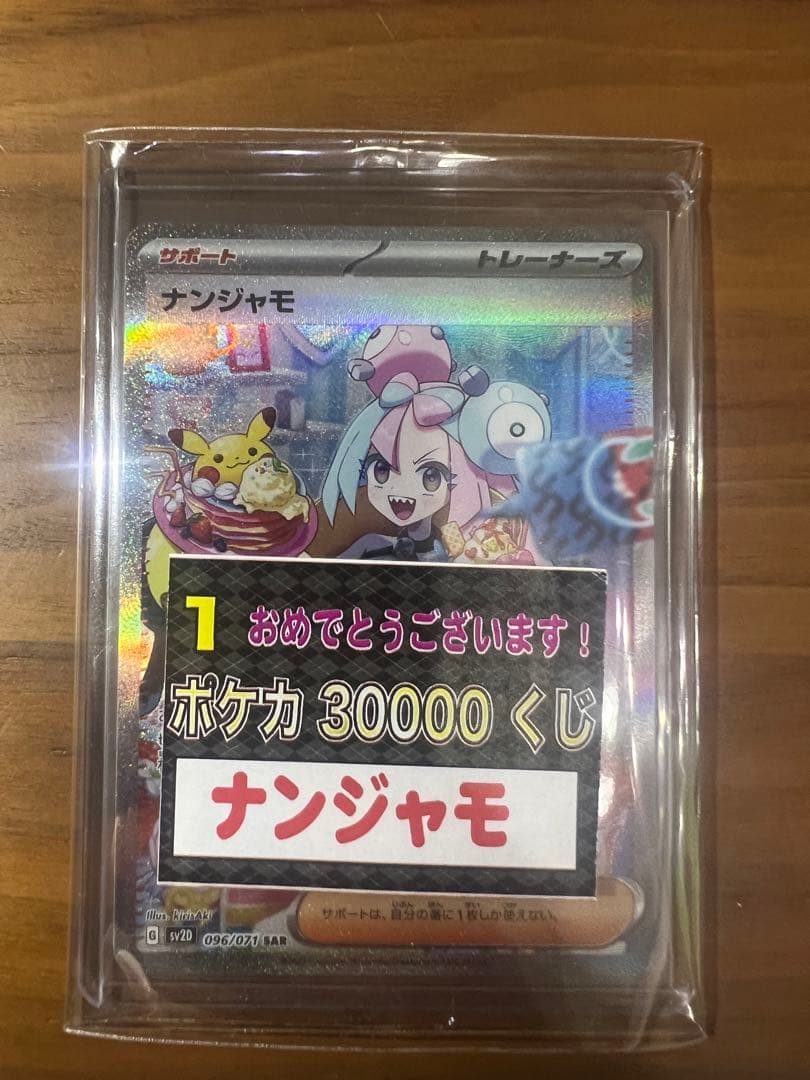 サポート トレーナーズ
ナンジャモ
1 おめでとうございます！
ポケカ 30000 くじ
ナンジャモ
Illus. kirisAki
サポートは、自分の番に1枚しか使えない。
G sv2D 096/071 SAR